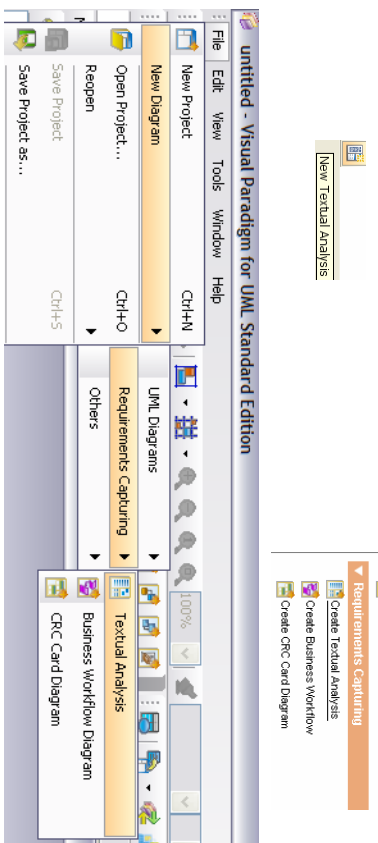 New Textual Analysis
Requirements Capturing
Create Textual Analysis
Create Business Workflow
Create CRC Card Diagram
untitled - Visual Paradigm for UML Standard Edition
File Edit View Tools Window Help
New Project Ctrl+N
New Diagram
Open Project... Ctrl+O
Reopen
Save Project Ctrl+S
Save Project as...
100%
UML Diagrams
Requirements Capturing
Others
Textual Analysis
Business Workflow Diagram
CRC Card Diagram